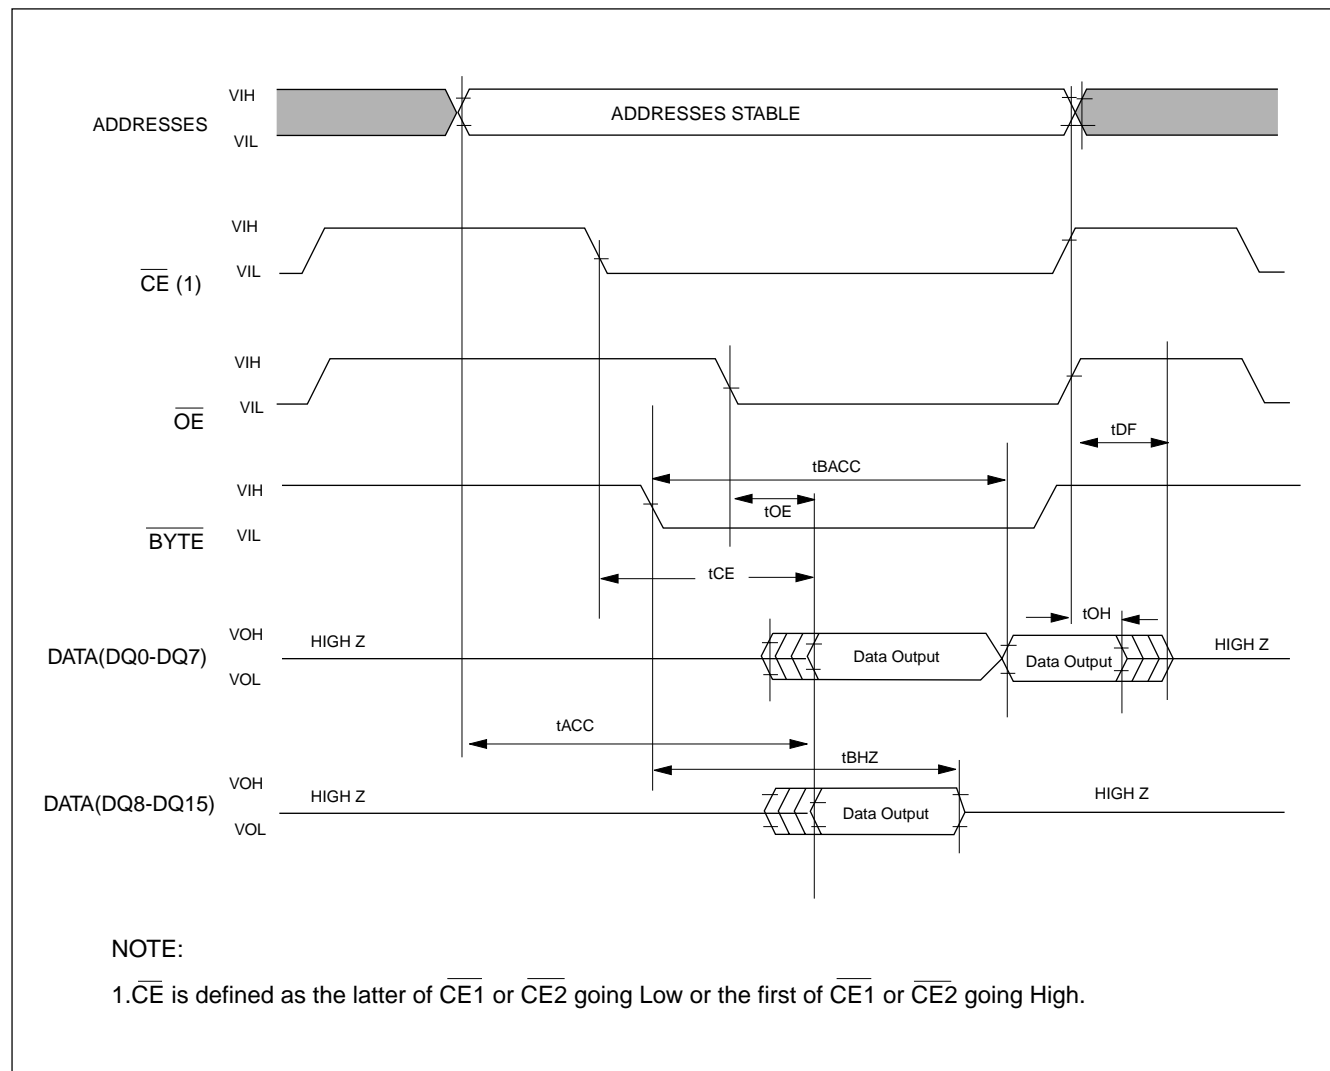 VIH
ADDRESSES
ADDRESSES STABLE
VIL
VIH
VIL
CE (1)
VIH
VIL
OE
tDF
tBACC
VIH
tOE
VIL
BYTE
tCE
tOH
VOH
HIGH Z
DATA(DQ0-DQ7)
Data Output
Data Output
HIGH Z
VOL
tACC
tBHZ
VOH
HIGH Z
HIGH Z
DATA(DQ8-DQ15)
Data Output
VOL
NOTE:
1.CE is defined as the latter of CE1 or CE2 going Low or the first of CE1 or CE2 going High.